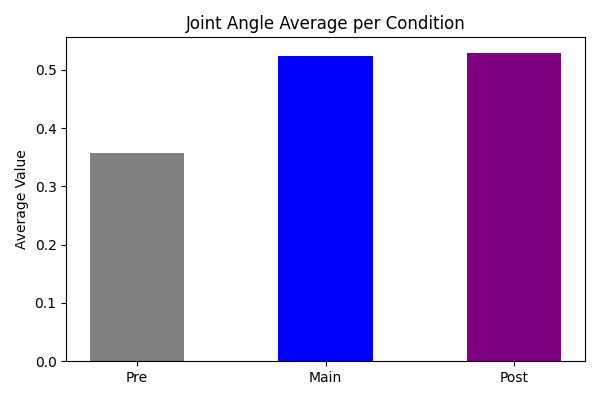 Joint Angle Average per Condition
Average Value
0.5
0.4
0.3
0.2
0.1
0.0
Pre
Main
Post